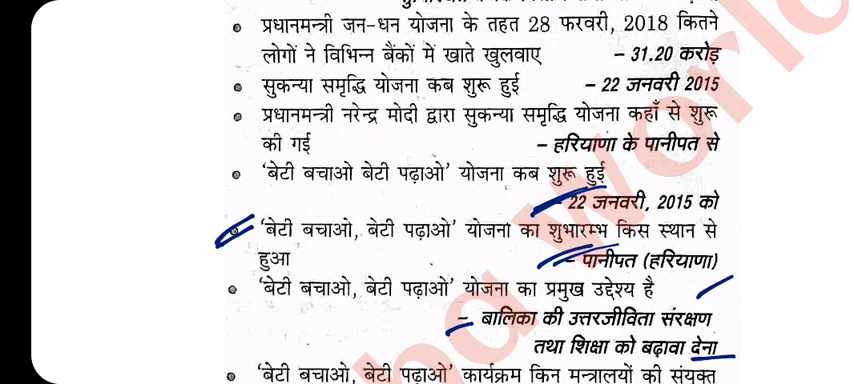 • प्रधानमन्त्री जन-धन योजना के तहत 28 फरवरी, 2018 कितने
लोगों ने विभिन्न बैंकों में खाते खुलवाए – 31.20 करोड़
• सुकन्या समृद्धि योजना कब शुरू हुई – 22 जनवरी 2015
• प्रधानमन्त्री नरेन्द्र मोदी द्वारा सुकन्या समृद्धि योजना कहाँ से शुरू
की गई – हरियाणा के पानीपत से
• ‘बेटी बचाओ बेटी पढ़ाओ’ योजना कब शुरू हुई
– 22 जनवरी, 2015 को
• ‘बेटी बचाओ, बेटी पढ़ाओ’ योजना का शुभारम्भ किस स्थान से
हुआ – पानीपत (हरियाणा)
• ‘बेटी बचाओ, बेटी पढ़ाओ’ योजना का प्रमुख उद्देश्य है
– बालिका की उत्तरजीविता संरक्षण
तथा शिक्षा को बढ़ावा देना
• ‘बेटी बचाओ, बेटी पढ़ाओ’ कार्यक्रम किन मन्त्रालयों की संयुक्त